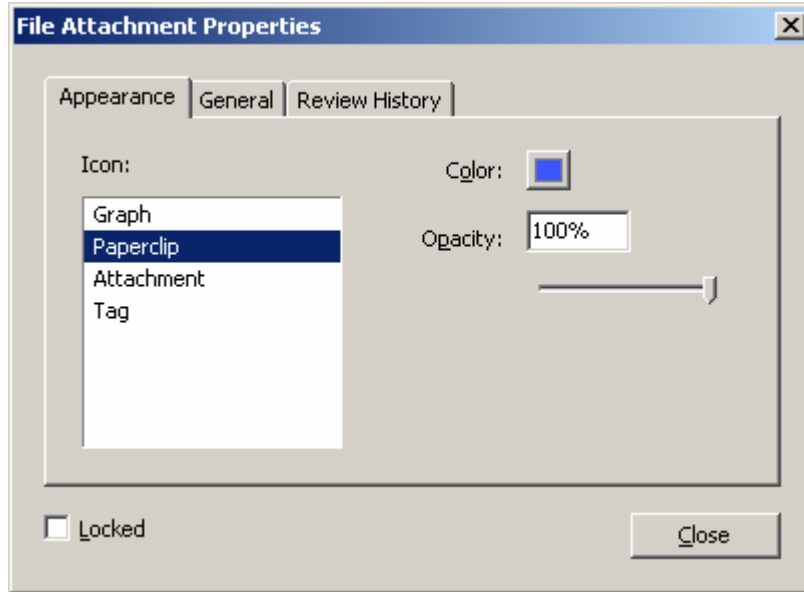 File Attachment Properties
Appearance General Review History
Icon:
Color:
Graph
Paperclip
Attachment
Tag
Opacity: 100%
Locked
Close